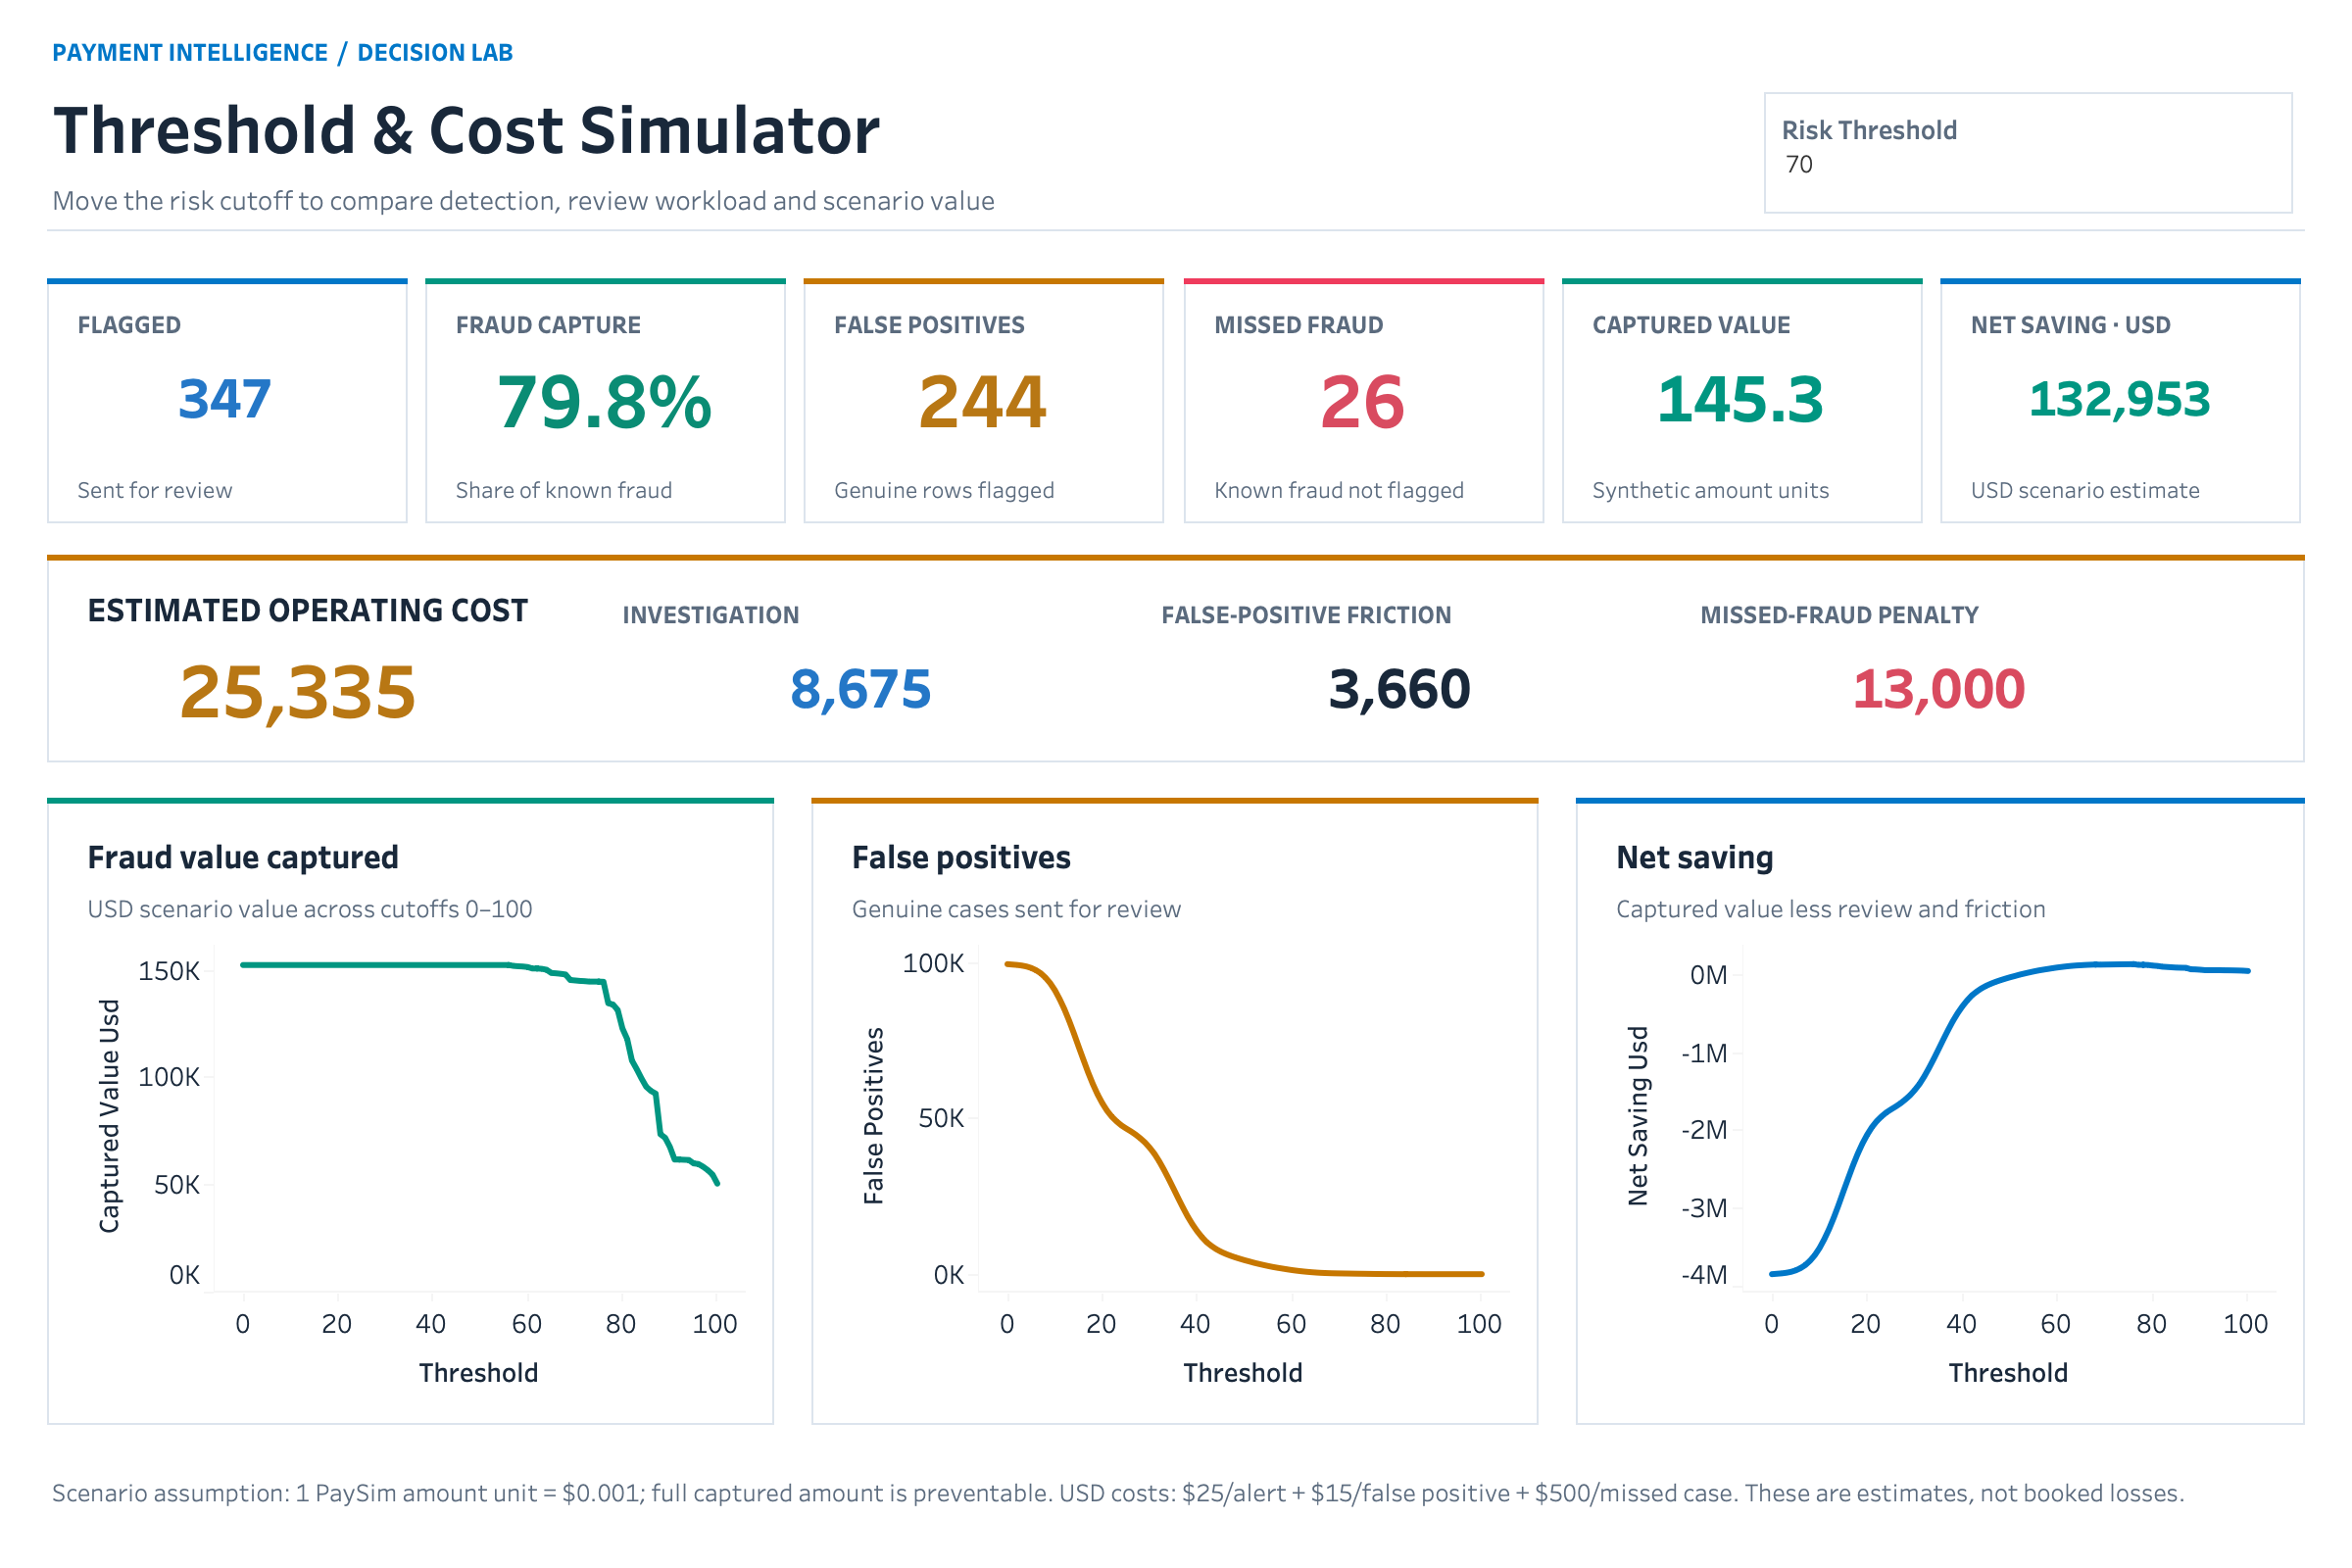 PAYMENT INTELLIGENCE / DECISION LAB
Threshold & Cost Simulator
Move the risk cutoff to compare detection, review workload and scenario value
Risk Threshold
70
FLAGGED
347
Sent for review
FRAUD CAPTURE
79.8%
Share of known fraud
FALSE POSITIVES
244
Genuine rows flagged
MISSED FRAUD
26
Known fraud not flagged
CAPTURED VALUE
145.3
Synthetic amount units
NET SAVING · USD
132,953
USD scenario estimate
ESTIMATED OPERATING COST
25,335
INVESTIGATION
8,675
FALSE-POSITIVE FRICTION
3,660
MISSED-FRAUD PENALTY
13,000
Fraud value captured
USD scenario value across cutoffs 0–100
Captured Value Usd
150K
100K
50K
0K
0 20 40 60 80 100
Threshold
False positives
Genuine cases sent for review
False Positives
100K
50K
0K
0 20 40 60 80 100
Threshold
Net saving
Captured value less review and friction
Net Saving Usd
0M
-1M
-2M
-3M
-4M
0 20 40 60 80 100
Threshold
Scenario assumption: 1 PaySim amount unit = $0.001; full captured amount is preventable. USD costs: $25/alert + $15/false positive + $500/missed case. These are estimates, not booked losses.